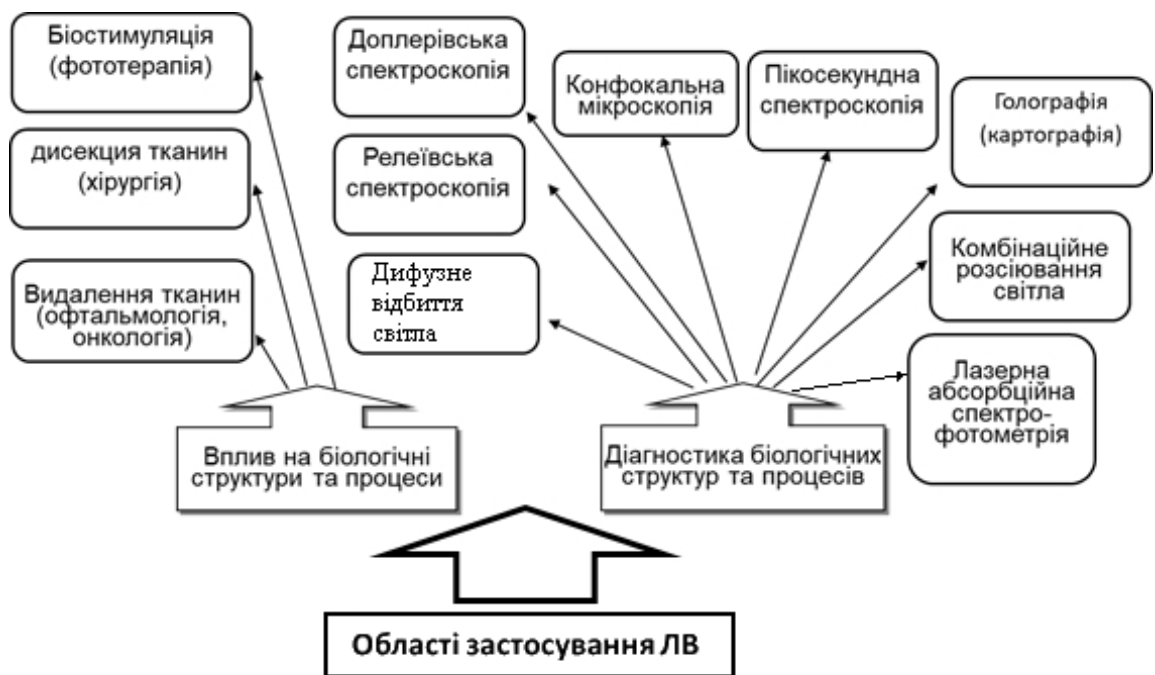 Біостимуляція
(фототерапія)
дисекция тканин
(хірургія)
Видалення тканин
(офтальмологія,
онкологія)
Доплерівська
спектроскопія
Релеївська
спектроскопія
Дифузне
відбиття
світла
Конфокальна
мікроскопія
Пікосекундна
спектроскопія
Голографія
(картографія)
Комбінаційне
розсіювання
світла
Лазерна
абсорбційна
спектро-
фотометрія
Вплив на біологічні
структури та процеси
Діагностика біологічних
структур та процесів
Області застосування ЛВ